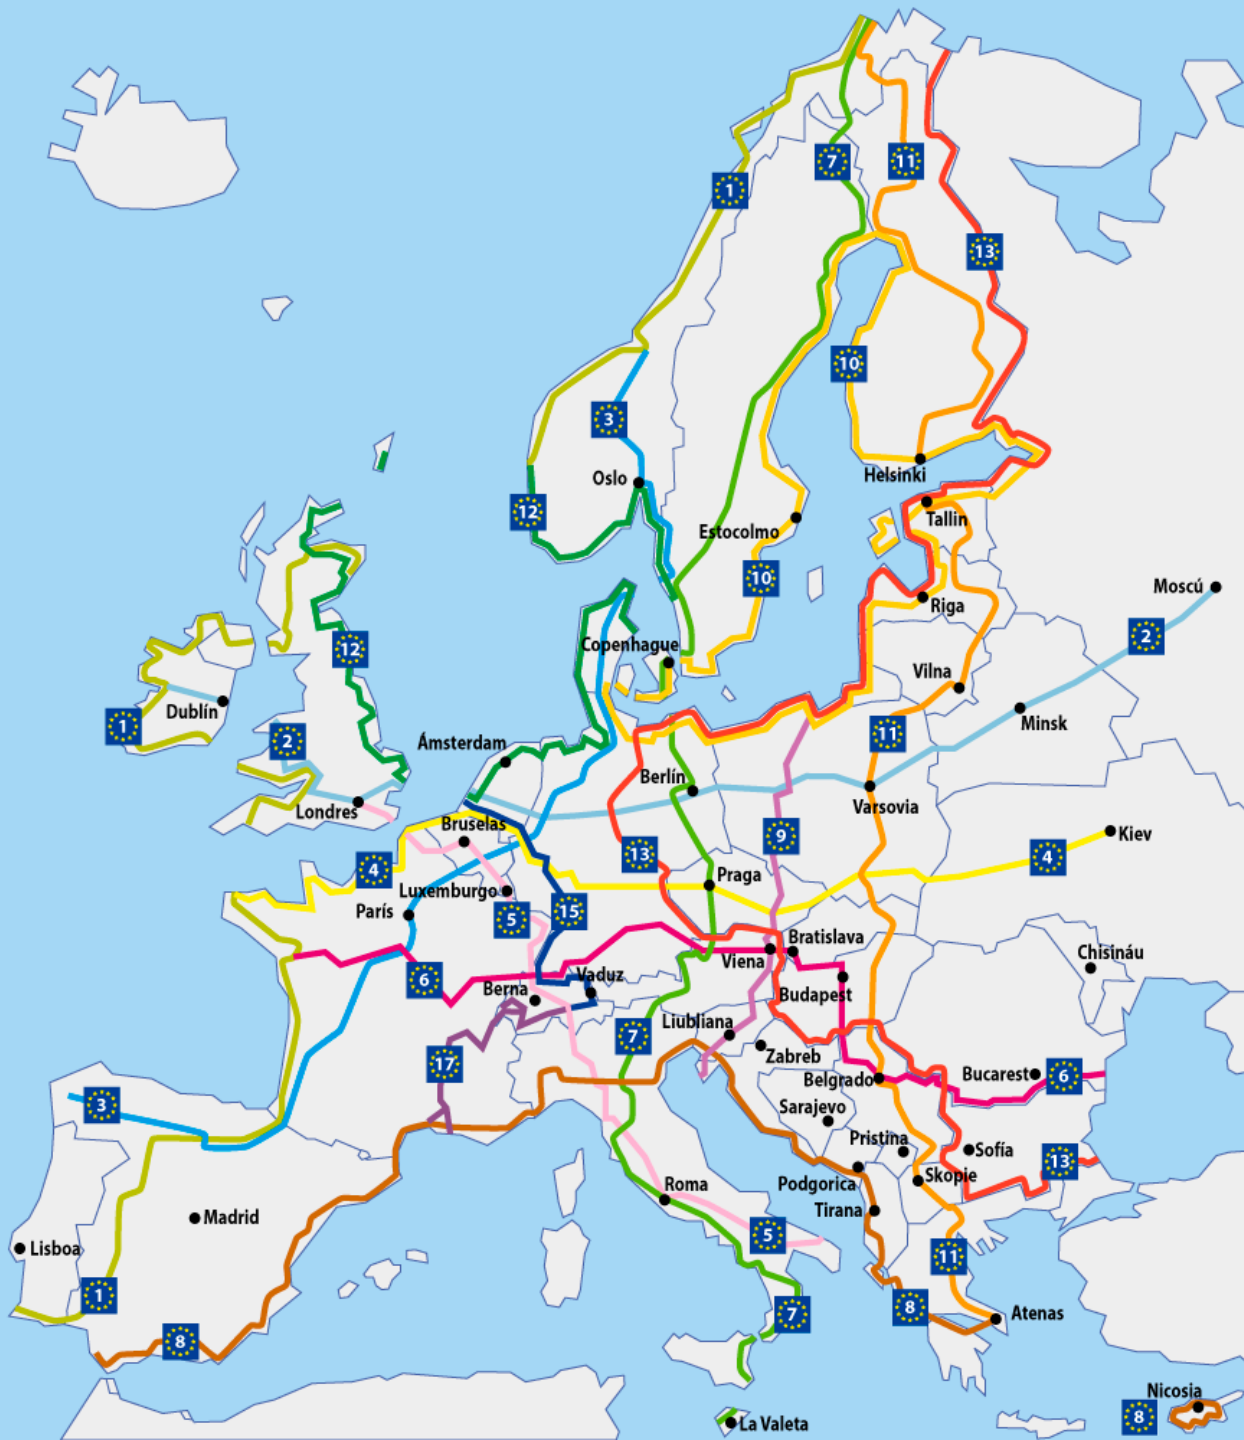 7
11
1
13
10
3
Oslo
Helsinki
12
Tallin
Estocolmo
10
Riga
Moscú
2
Copenhague
12
Vilna
Dublín
1
2
Minsk
11
Ámsterdam
Berlín
Londres
Varsovia
Bruselas
9
Kiev
13
4
4
Praga
Luxemburgo
París
5
15
Bratislava
Viena
Chisináu
6
Vaduz
Berna
Budapest
Liubliana
7
Zabreb
17
Belgrado
Bucarest
6
3
Sarajevo
Pristina
Sofía
13
Skopie
Podgorica
Roma
Tirana
Madrid
Lisboa
5
11
1
8
7
8
Atenas
Nicosia
8
La Valeta